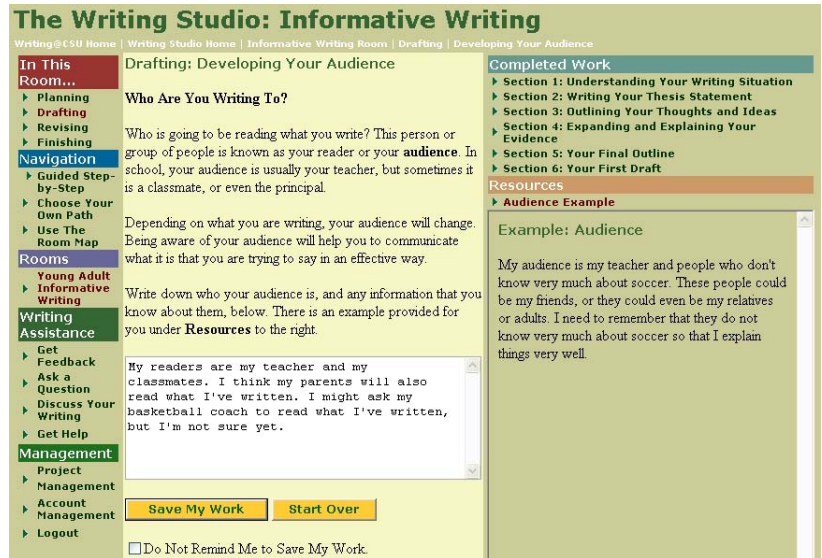 The Writing Studio: Informative Writing
Writing@CSU Home | Writing Studio Home | Informative Writing Room | Drafting | Developing Your Audience
In This
Room...
Planning
Drafting
Revising
Finishing
Navigation
Guided Step-
by-Step
Choose Your
Own Path
Use The
Room Map
Rooms
Young Adult
Informative
Writing
Writing
Assistance
Get
Feedback
Ask a
Question
Discuss Your
Writing
Get Help
Management
Project
Management
Account
Management
Logout
Drafting: Developing Your Audience
Who Are You Writing To?
Who is going to be reading what you write? This person or
group of people is known as your reader or your audience. In
school, your audience is usually your teacher, but sometimes it
is a classmate, or even the principal.
Depending on what you are writing, your audience will change.
Being aware of your audience will help you to communicate
what it is that you are trying to say in an effective way.
Write down who your audience is, and any information that you
know about them, below. There is an example provided for
you under Resources to the right.
My readers are my teacher and my
classmates. I think my parents will also
read what I've written. I might ask my
basketball coach to read what I've written,
but I'm not sure yet.
Save My Work
Start Over
Do Not Remind Me to Save My Work.
Completed Work
Section 1: Understanding Your Writing Situation
Section 2: Writing Your Thesis Statement
Section 3: Outlining Your Thoughts and Ideas
Section 4: Expanding and Explaining Your
Evidence
Section 5: Your Final Outline
Section 6: Your First Draft
Resources
Audience Example
Example: Audience
My audience is my teacher and people who don't
know very much about soccer. These people could
be my friends, or they could even be my relatives
or adults. I need to remember that they do not
know very much about soccer so that I explain
things very well.